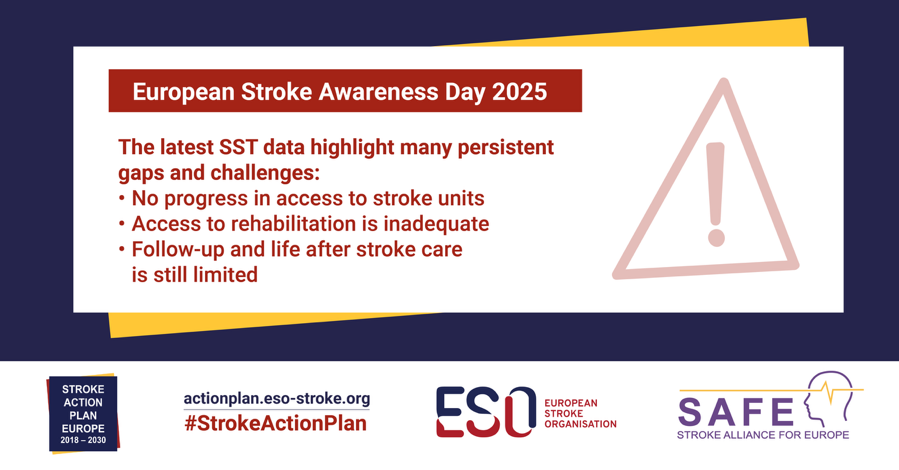 European Stroke Awareness Day 2025
The latest SST data highlight many persistent
gaps and challenges:
• No progress in access to stroke units
• Access to rehabilitation is inadequate
• Follow-up and life after stroke care
is still limited
!
STROKE
ACTION
PLAN
EUROPE
2018 – 2030
actionplan.eso-stroke.org
#StrokeActionPlan
ESO
EUROPEAN
STROKE
ORGANISATION
SAFE
STROKE ALLIANCE FOR EUROPE